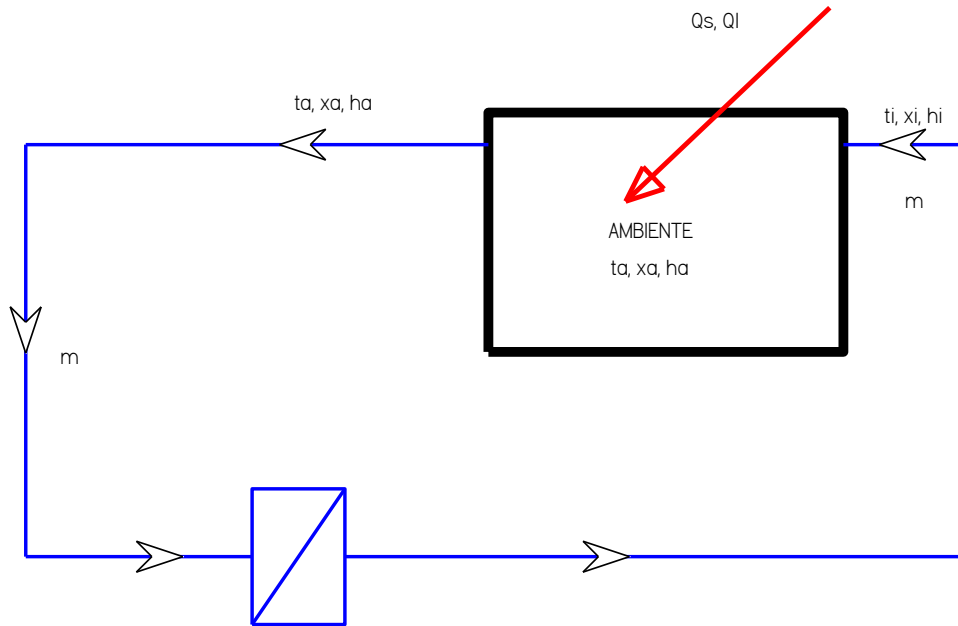 Qs, Ql
ta, xa, ha
ti, xi, hi
m
AMBIENTE
ta, xa, ha
m